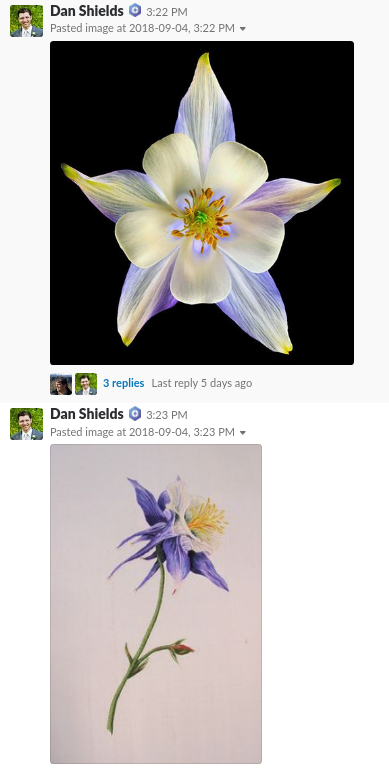 Dan Shields 3:22 PM
Pasted image at 2018-09-04, 3:22 PM
3 replies Last reply 5 days ago
Dan Shields 3:23 PM
Pasted image at 2018-09-04, 3:23 PM